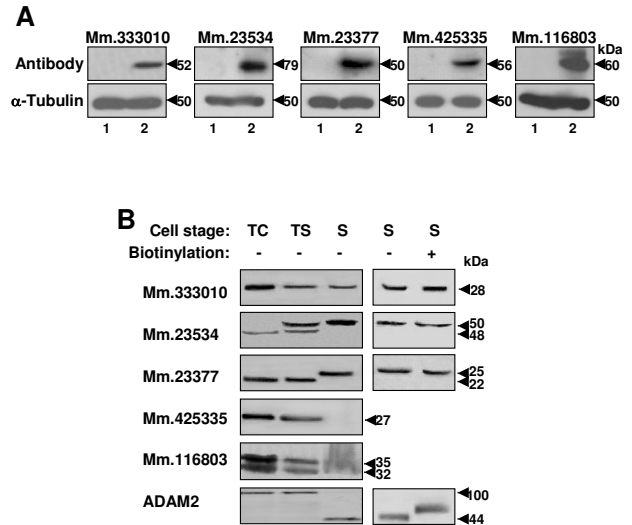 A
Mm.333010 Mm.23534 Mm.23377 Mm.425335 Mm.116803
kDa
Antibody 52 79 50 56 60
α-Tubulin 50 50 50 50 50
1 2 1 2 1 2 1 2 1 2
B
Cell stage: TC TS S S S
Biotinylation: - - - - +
kDa
Mm.333010 28
Mm.23534 50
48
Mm.23377 25
22
Mm.425335 27
Mm.116803 35
32
ADAM2 100
44